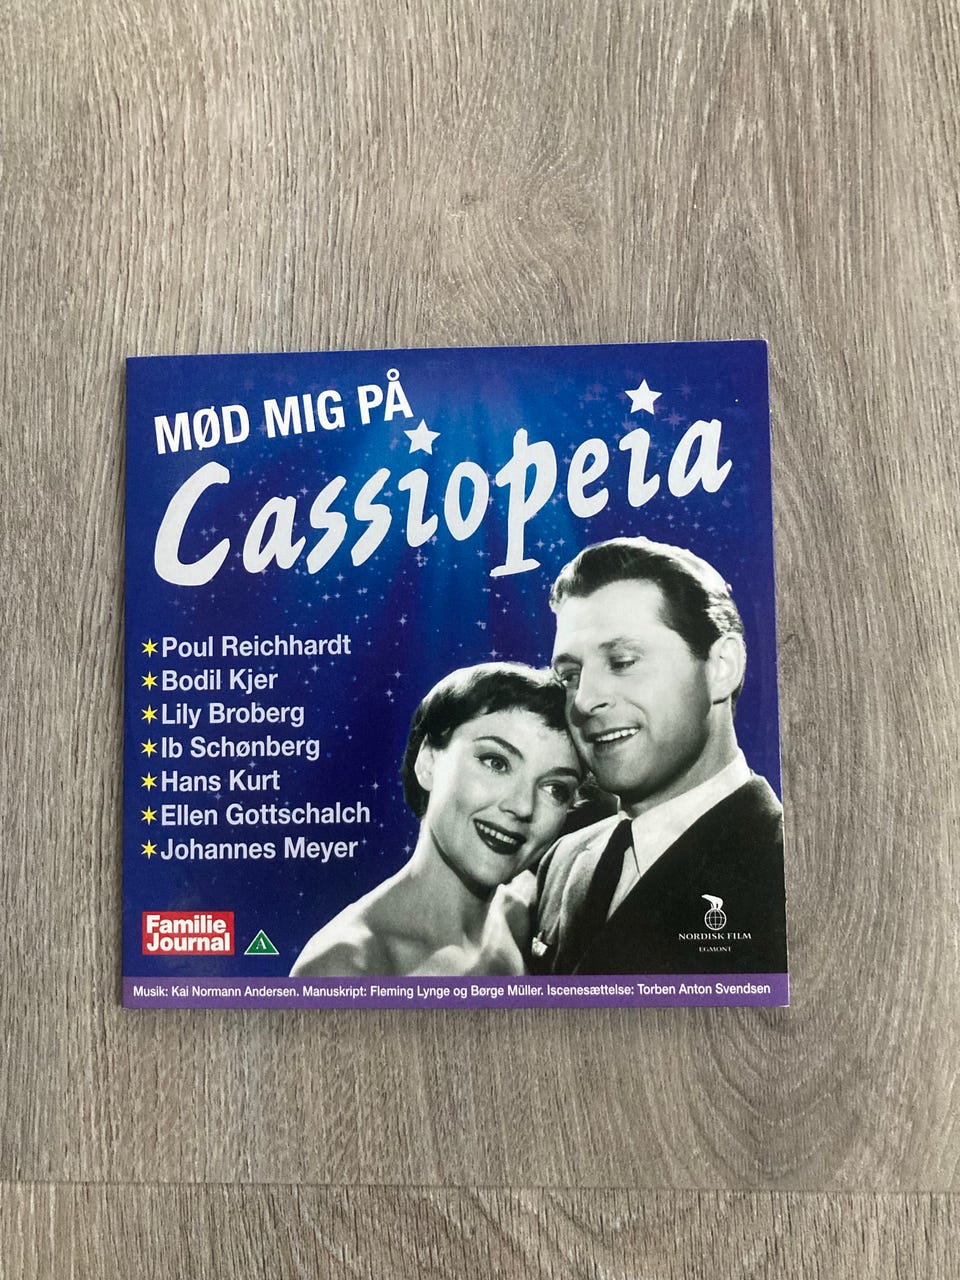 MØD MIG PÅ
Cassiopeia
Poul Reichhardt
Bodil Kjer
Lily Broberg
Ib Schønberg
Hans Kurt
Ellen Gottschalch
Johannes Meyer
Familie
Journal
A
NORDISK FILM
EGMONT
Musik: Kai Normann Andersen. Manuskript: Fleming Lynge og Børge Müller. Iscenesættelse: Torben Anton Svendsen